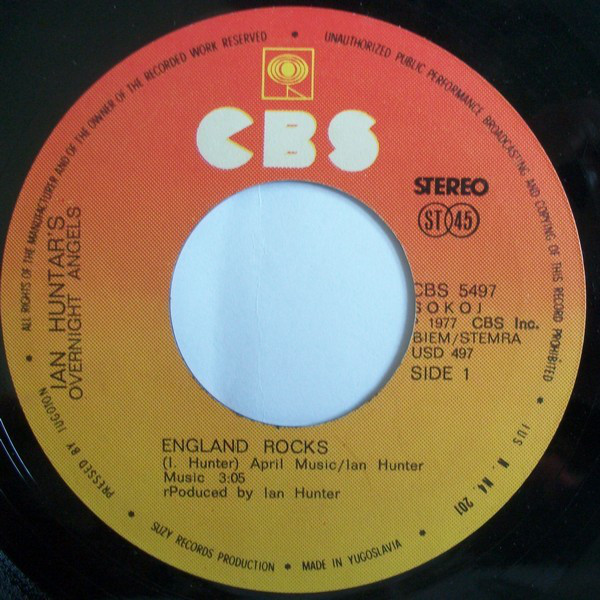 ALL RIGHTS OF THE MANUFACTURER AND OF THE OWNER OF THE RECORDED WORK RESERVED • UNAUTHORIZED PUBLIC PERFORMANCE BROADCASTING AND COPYING OF THIS RECORD PROHIBITED
CBS
STEREO
ST 45
IAN HUNTAR'S
OVERNIGHT ANGELS
CBS 5497
SOKOJ
1977 CBS Inc.
BIEM/STEMRA
USD 497
SIDE 1
ENGLAND ROCKS
(I. Hunter) April Music/Ian Hunter
Music 3:05
rPoduced by Ian Hunter
PRESSED BY JUGOTON • SUZY RECORDS PRODUCTION • MADE IN YUGOSLAVIA • JUS N. N4. 201